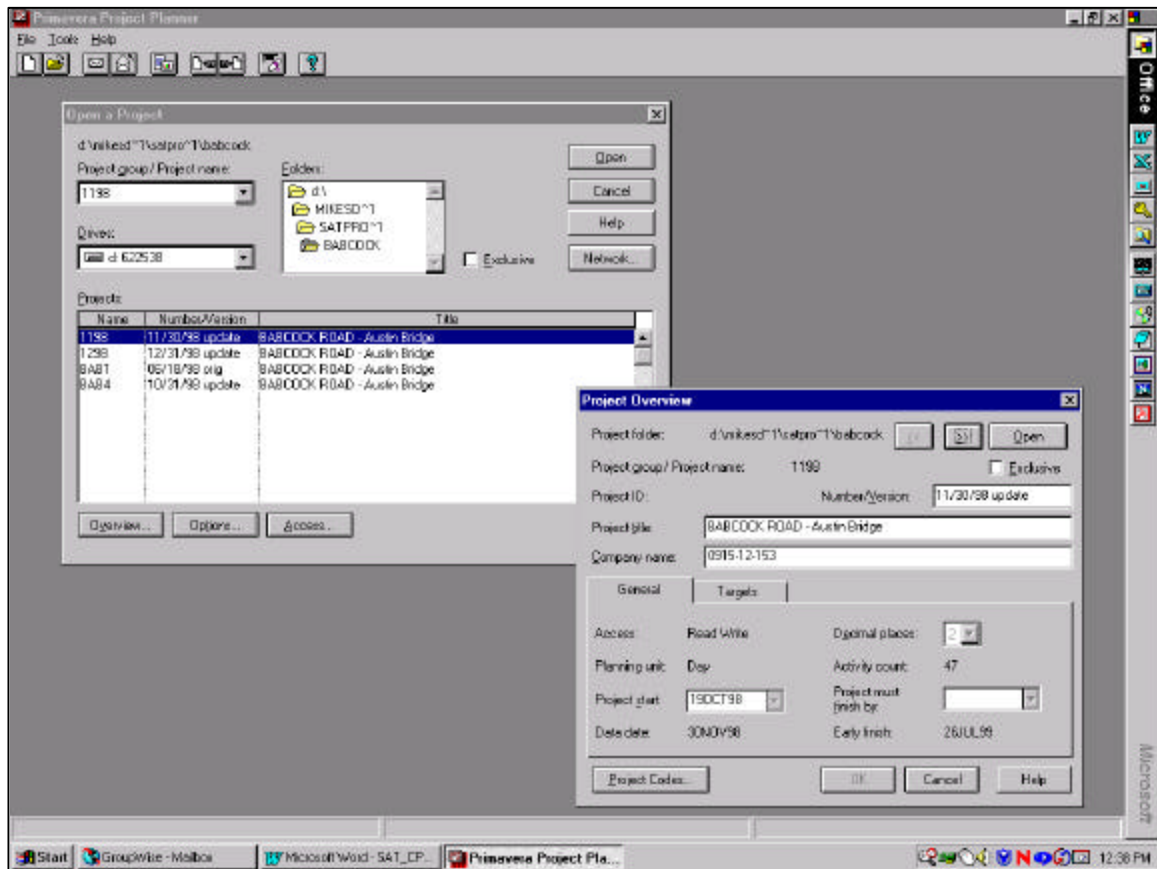 Primavera Project Planner
File Tools Help
Open a Project
d:\mikesd~1\satpro~1\babcock
Project group / Project name:
1198
Folders:
d:\
MIKESD~1
SATPRO~1
BABCOCK
Drives:
d: 622538
Exclusive
Open
Cancel
Help
Network...
Projects:
Name Number/Version Title
1198 11/30/98 update BABCOCK ROAD - Austin Bridge
1298 12/31/98 update BABCOCK ROAD - Austin Bridge
BAB1 06/18/98 orig BABCOCK ROAD - Austin Bridge
BAB4 10/31/98 update BABCOCK ROAD - Austin Bridge
Overview... Options... Access...
Project Overview
Project folder: d:\mikesd~1\satpro~1\babcock << >> Open
Project group / Project name: 1198 Exclusive
Project ID: Number/Version: 11/30/98 update
Project title: BABCOCK ROAD - Austin Bridge
Company name: 0915-12-153
General Targets
Access: Read Write Decimal places: 2
Planning unit: Day Activity count: 47
Project start: 19OCT98 Project must finish by:
Data date: 30NOV98 Early finish: 26JUL99
Project Codes... OK Cancel Help
Office
Microsoft
Start GroupWise - Mailbox Microsoft Word - SAT_CP... Primavera Project Pla... 12:38 PM